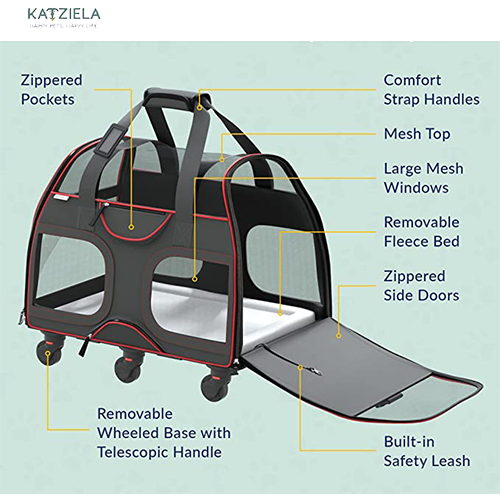 KATZIELA
HAPPY PETS, HAPPY LIFE
Zippered
Pockets
Comfort
Strap Handles
Mesh Top
Large Mesh
Windows
Removable
Fleece Bed
Zippered
Side Doors
Removable
Wheeled Base with
Telescopic Handle
Built-in
Safety Leash